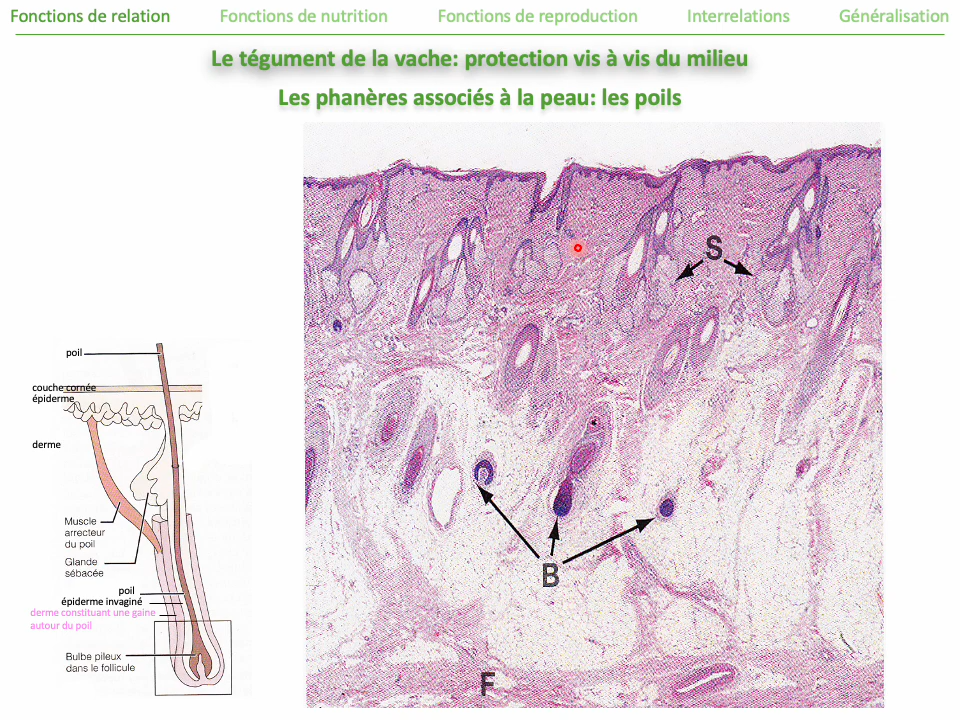 Fonctions de relation Fonctions de nutrition Fonctions de reproduction Interrelations Généralisation
Le tégument de la vache: protection vis à vis du milieu
Les phanères associés à la peau: les poils
S
poil
couche cornée
épiderme
derme
Muscle
arrecteur
du poil
Glande
sébacée
B
poil
épiderme invaginé
derme constituant une gaine
autour du poil
Bulbe pileux
dans le follicule
F